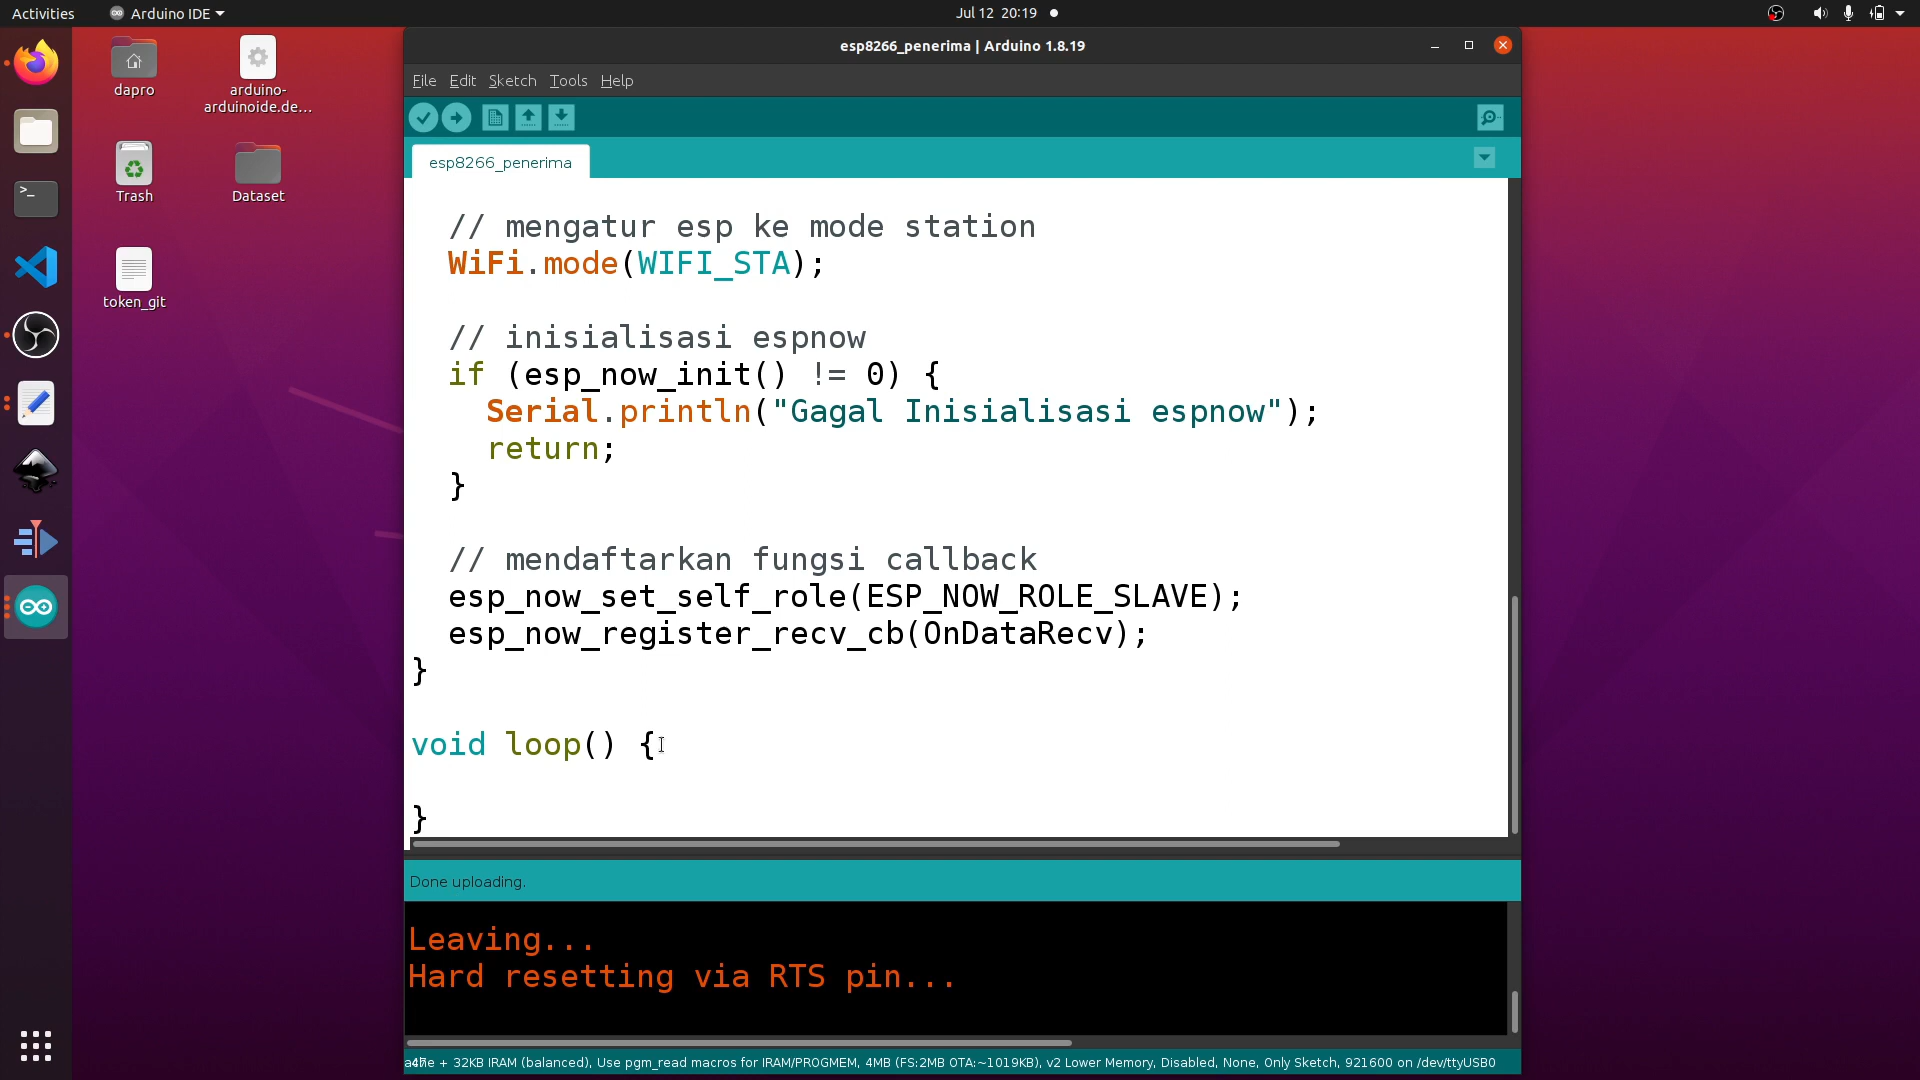 Activities
Arduino IDE
Jul 12 20:19
dapro
arduino-
arduinoide.de...
Trash
Dataset
token_git
esp8266_penerima | Arduino 1.8.19
File Edit Sketch Tools Help
esp8266_penerima
// mengatur esp ke mode station
WiFi.mode(WIFI_STA);
// inisialisasi espnow
if (esp_now_init() != 0) {
Serial.println("Gagal Inisialisasi espnow");
return;
}
// mendaftarkan fungsi callback
esp_now_set_self_role(ESP_NOW_ROLE_SLAVE);
esp_now_register_recv_cb(OnDataRecv);
}
void loop() {
}
Done uploading.
Leaving...
Hard resetting via RTS pin...
+ 32KB IRAM (balanced), Use pgm_read macros for IRAM/PROGMEM, 4MB (FS:2MB OTA:~1019KB), v2 Lower Memory, Disabled, None, Only Sketch, 921600 on /dev/ttyUSB0